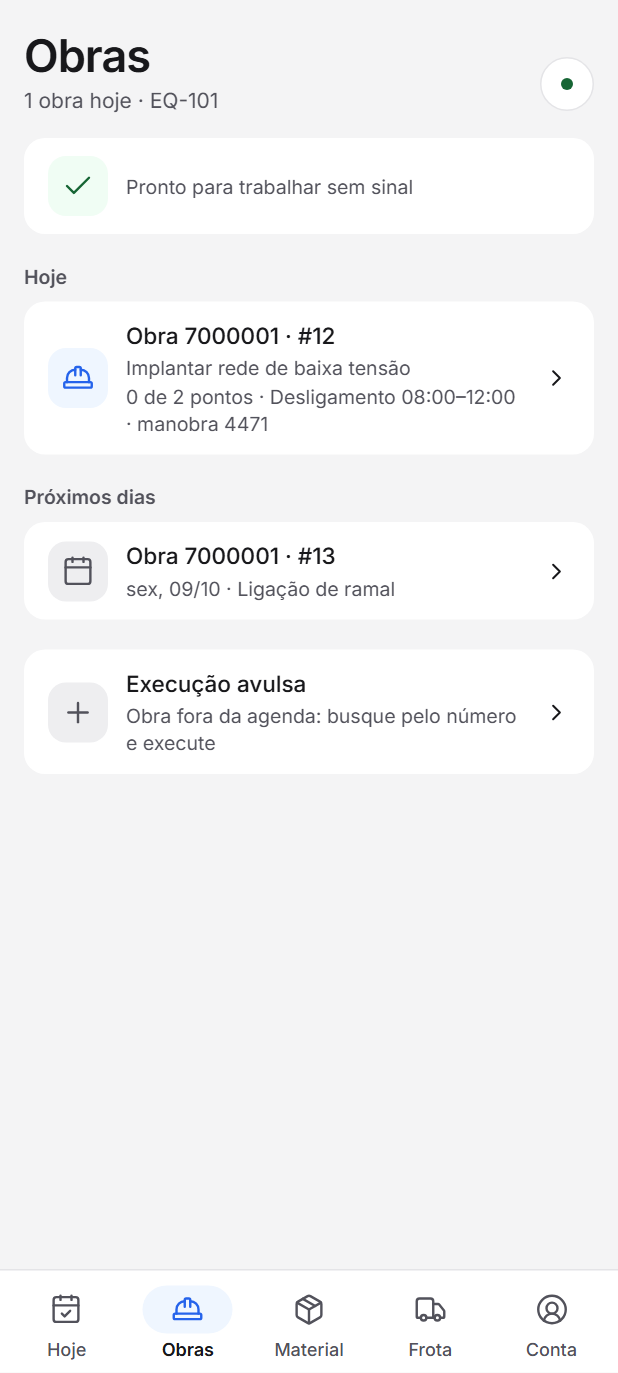 Obras
1 obra hoje · EQ-101
Pronto para trabalhar sem sinal
Hoje
Obra 7000001 · #12
Implantar rede de baixa tensão
0 de 2 pontos · Desligamento 08:00–12:00
· manobra 4471
Próximos dias
Obra 7000001 · #13
sex, 09/10 · Ligação de ramal
Execução avulsa
Obra fora da agenda: busque pelo número
e execute
Hoje
Obras
Material
Frota
Conta